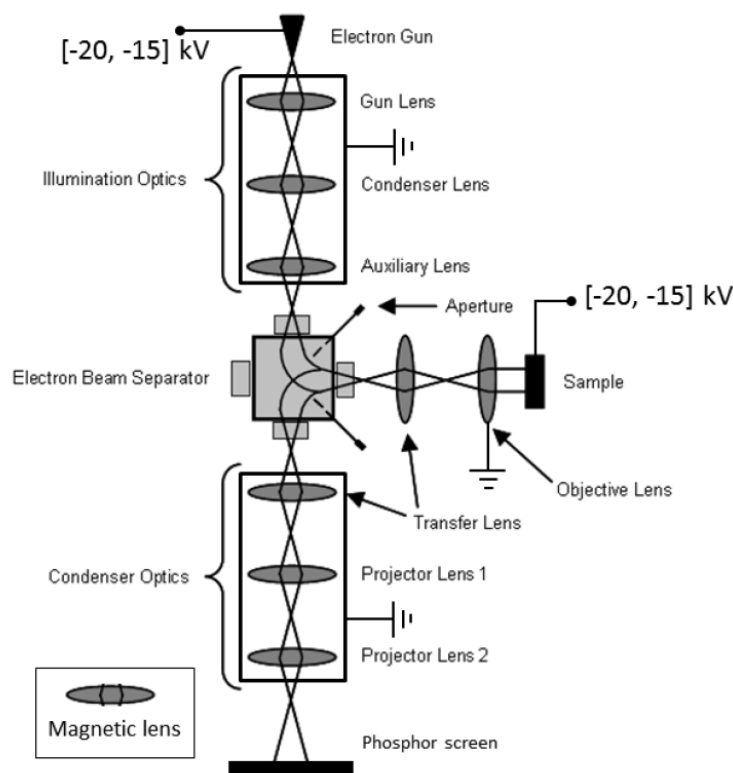 Electron Gun
[-20, -15] kV
Gun Lens
Illumination Optics
Condenser Lens
Auxiliary Lens
Aperture
[-20, -15] kV
Electron Beam Separator
Sample
Objective Lens
Transfer Lens
Condenser Optics
Projector Lens 1
Projector Lens 2
Magnetic lens
Phosphor screen